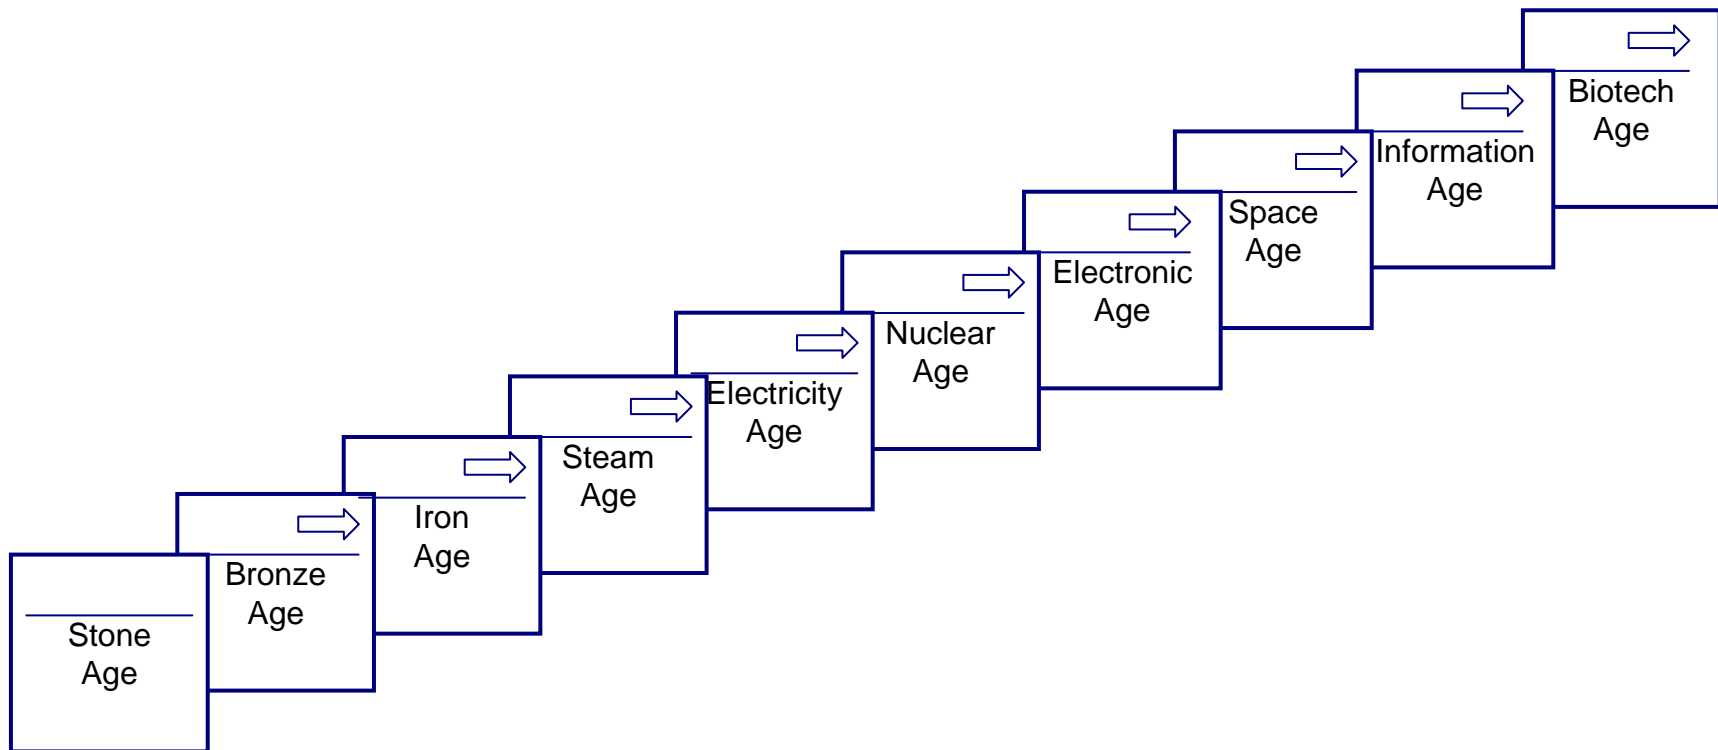 Stone
Age
Bronze
Age
Iron
Age
Steam
Age
Electricity
Age
Nuclear
Age
Electronic
Age
Space
Age
Information
Age
Biotech
Age